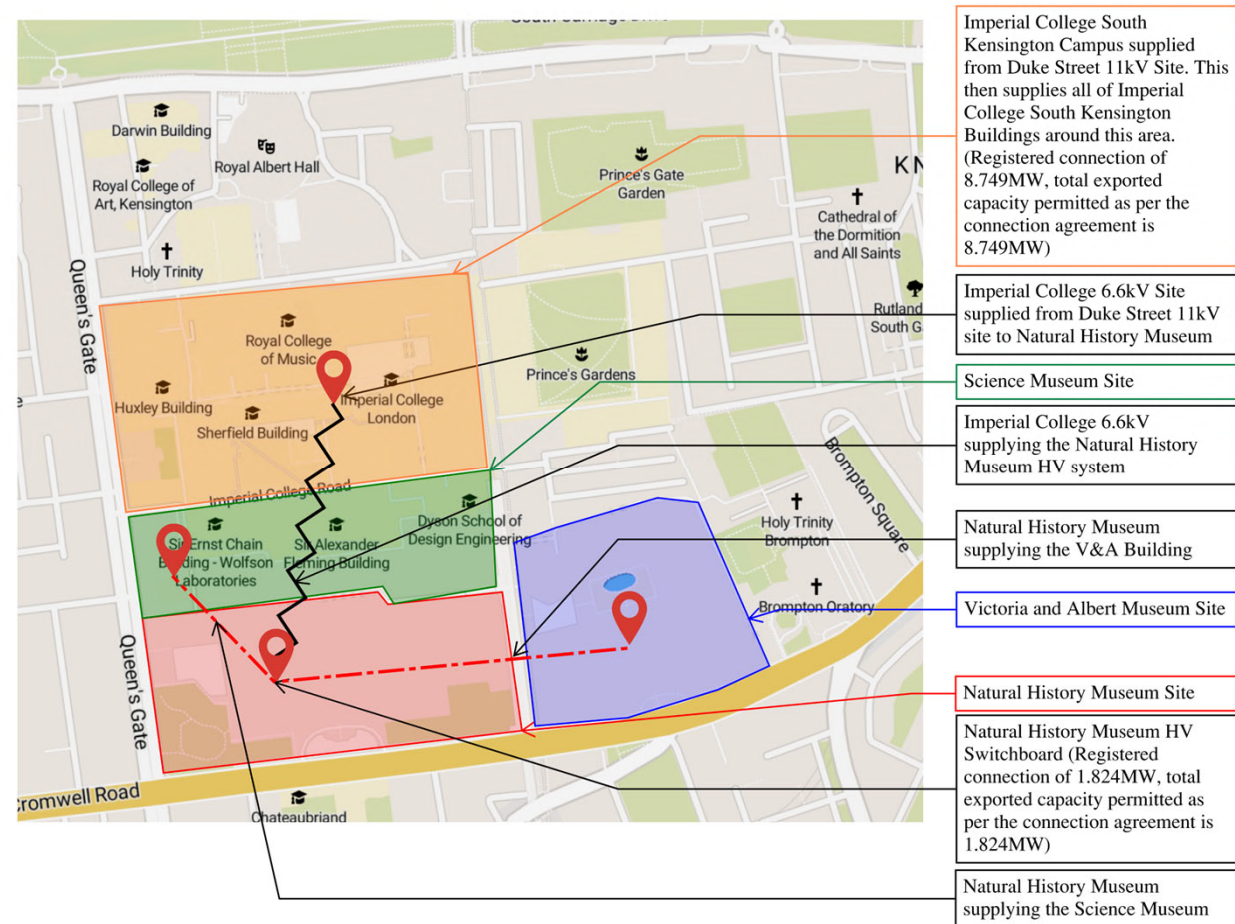 South Carriage Drive
Darwin Building
Royal Albert Hall
Royal College of
Art, Kensington
Holy Trinity
Prince's Gate
Garden
KN
Cathedral of
the Dormition
and All Saints
Rutland
South G
Queen's Gate
Royal College
of Music
Huxley Building
Imperial College
London
Sherfield Building
Prince's Gardens
Imperial College Road
Sir Ernst Chain
Building - Wolfson
Laboratories
Sir Alexander
Fleming Building
Dyson School of
Design Engineering
Holy Trinity
Brompton
Brompton Square
Brompton Oratory
Queen's Gate
Cromwell Road
Chateaubriand
Imperial College South
Kensington Campus supplied
from Duke Street 11kV Site. This
then supplies all of Imperial
College South Kensington
Buildings around this area.
(Registered connection of
8.749MW, total exported
capacity permitted as per the
connection agreement is
8.749MW)
Imperial College 6.6kV Site
supplied from Duke Street 11kV
site to Natural History Museum
Science Museum Site
Imperial College 6.6kV
supplying the Natural History
Museum HV system
Natural History Museum
supplying the V&A Building
Victoria and Albert Museum Site
Natural History Museum Site
Natural History Museum HV
Switchboard (Registered
connection of 1.824MW, total
exported capacity permitted as
per the connection agreement is
1.824MW)
Natural History Museum
supplying the Science Museum